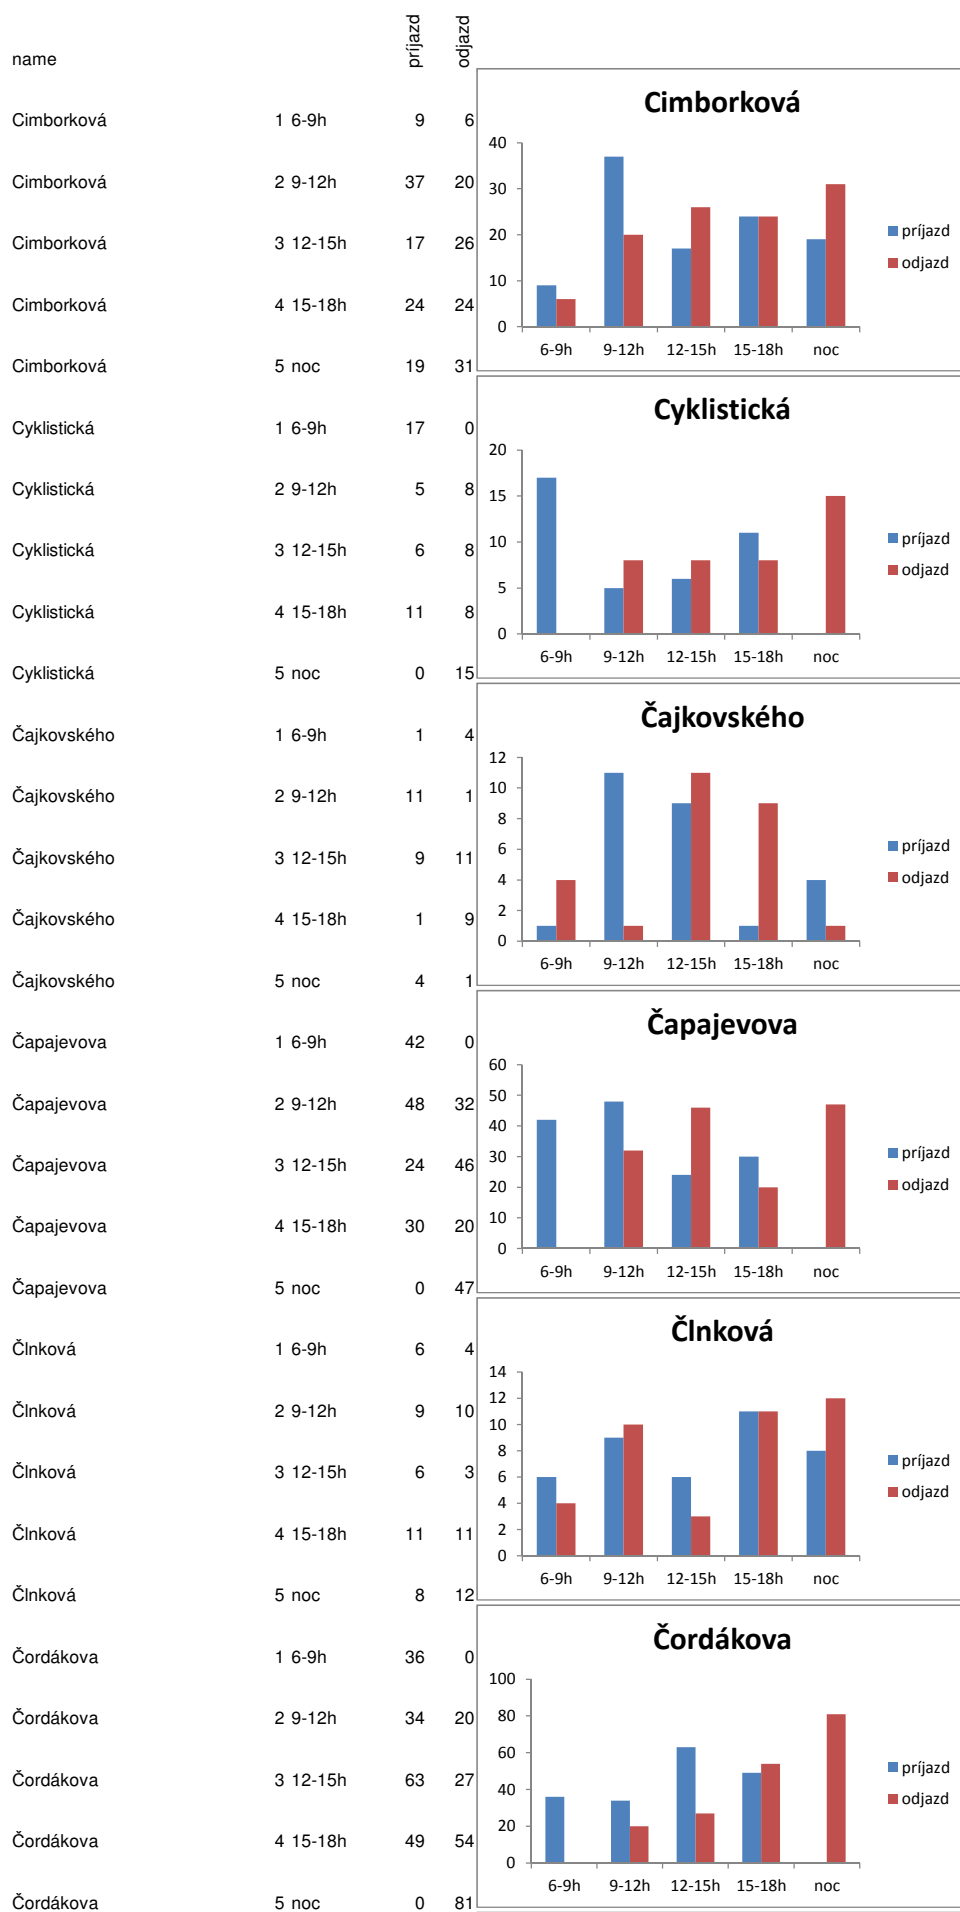 name príjazd odjazd
Cimborková 1 6-9h 9 6
Cimborková 2 9-12h 37 20
Cimborková 3 12-15h 17 26
Cimborková 4 15-18h 24 24
Cimborková 5 noc 19 31
Cimborková
40
30
20
10
0
6-9h 9-12h 12-15h 15-18h noc
príjazd
odjazd
Cyklistická 1 6-9h 17 0
Cyklistická 2 9-12h 5 8
Cyklistická 3 12-15h 6 8
Cyklistická 4 15-18h 11 8
Cyklistická 5 noc 0 15
Cyklistická
20
15
10
5
0
6-9h 9-12h 12-15h 15-18h noc
príjazd
odjazd
Čajkovského 1 6-9h 1 4
Čajkovského 2 9-12h 11 1
Čajkovského 3 12-15h 9 11
Čajkovského 4 15-18h 1 9
Čajkovského 5 noc 4 1
Čajkovského
12
10
8
6
4
2
0
6-9h 9-12h 12-15h 15-18h noc
príjazd
odjazd
Čapajevova 1 6-9h 42 0
Čapajevova 2 9-12h 48 32
Čapajevova 3 12-15h 24 46
Čapajevova 4 15-18h 30 20
Čapajevova 5 noc 0 47
Čapajevova
60
50
40
30
20
10
0
6-9h 9-12h 12-15h 15-18h noc
príjazd
odjazd
Člnková 1 6-9h 6 4
Člnková 2 9-12h 9 10
Člnková 3 12-15h 6 3
Člnková 4 15-18h 11 11
Člnková 5 noc 8 12
Člnková
14
12
10
8
6
4
2
0
6-9h 9-12h 12-15h 15-18h noc
príjazd
odjazd
Čordákova 1 6-9h 36 0
Čordákova 2 9-12h 34 20
Čordákova 3 12-15h 63 27
Čordákova 4 15-18h 49 54
Čordákova 5 noc 0 81
Čordákova
100
80
60
40
20
0
6-9h 9-12h 12-15h 15-18h noc
príjazd
odjazd